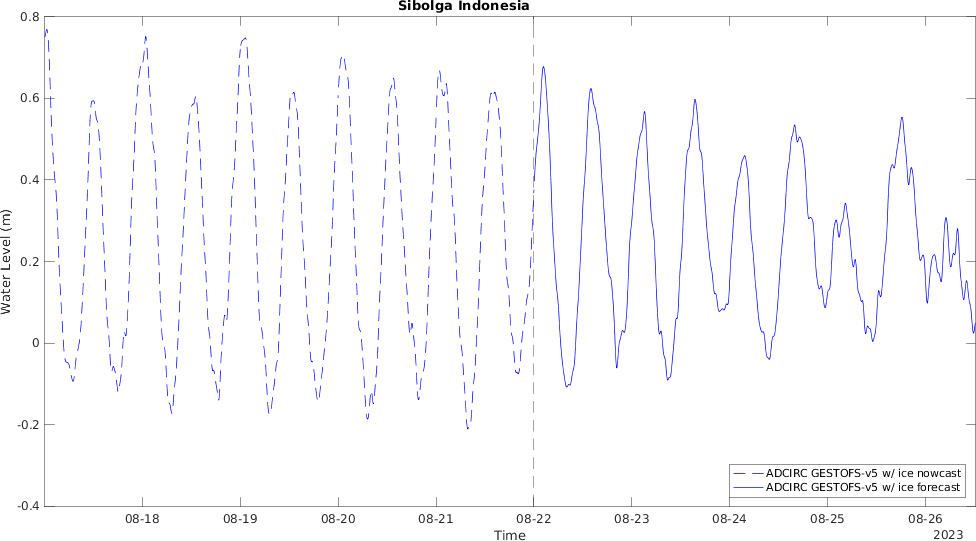 Sibolga Indonesia
0.8
0.6
0.4
0.2
0
-0.2
-0.4
Water Level (m)
ADCIRC GESTOFS-v5 w/ ice nowcast
ADCIRC GESTOFS-v5 w/ ice forecast
08-18 08-19 08-20 08-21 08-22 08-23 08-24 08-25 08-26
Time
2023